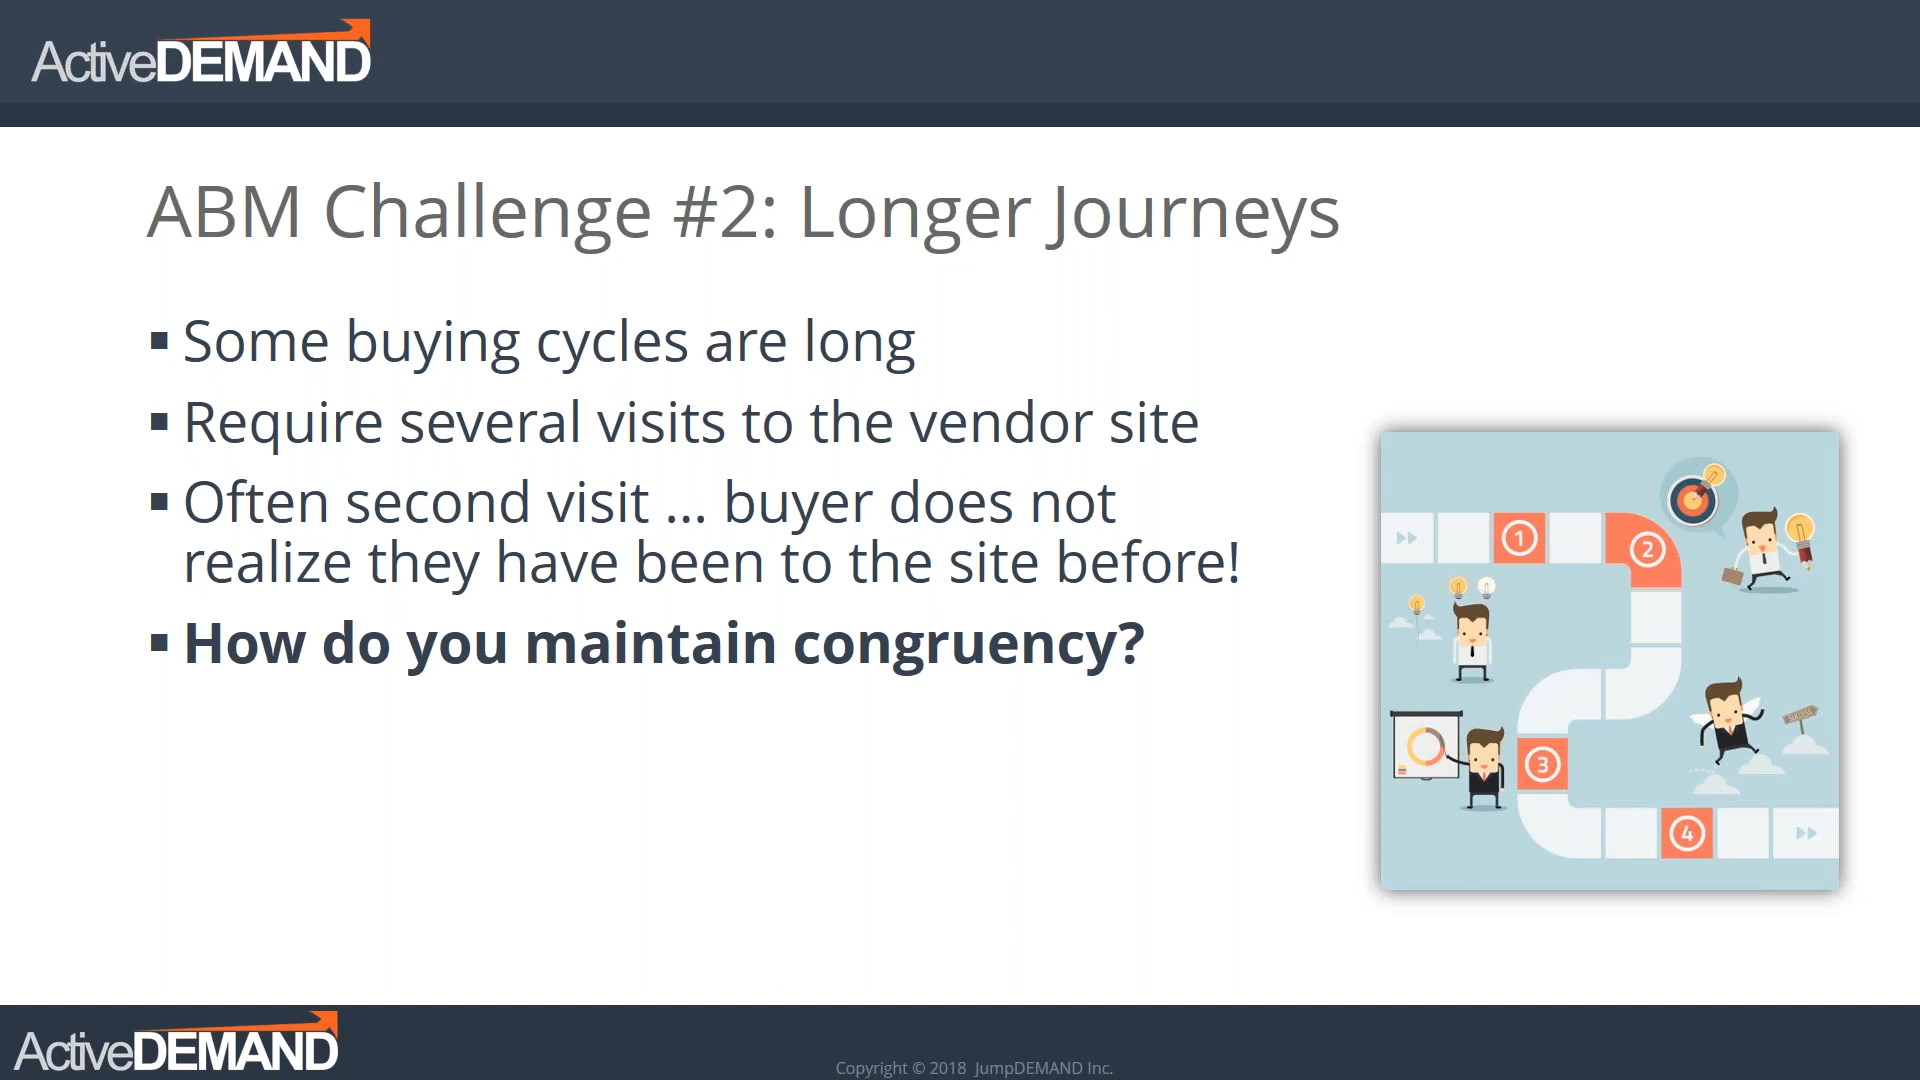 ActiveDEMAND
ABM Challenge #2: Longer Journeys
▪ Some buying cycles are long
▪ Require several visits to the vendor site
▪ Often second visit … buyer does not
realize they have been to the site before!
▪ How do you maintain congruency?
1
2
3
SUCCESS
4
ActiveDEMAND
Copyright © 2018 JumpDEMAND Inc.